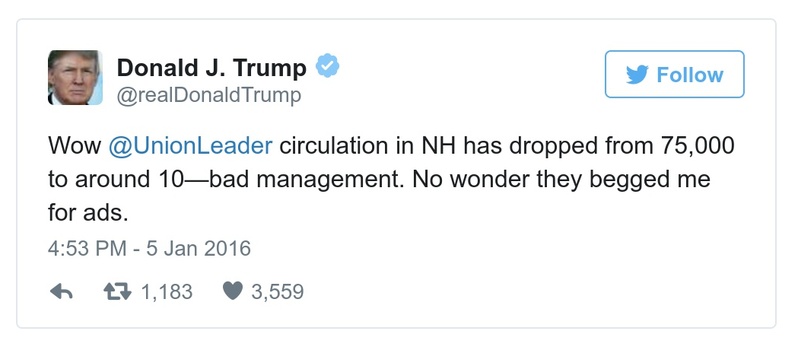 Donald J. Trump
@realDonaldTrump
Follow
Wow @UnionLeader circulation in NH has dropped from 75,000
to around 10—bad management. No wonder they begged me
for ads.
4:53 PM - 5 Jan 2016
1,183 3,559